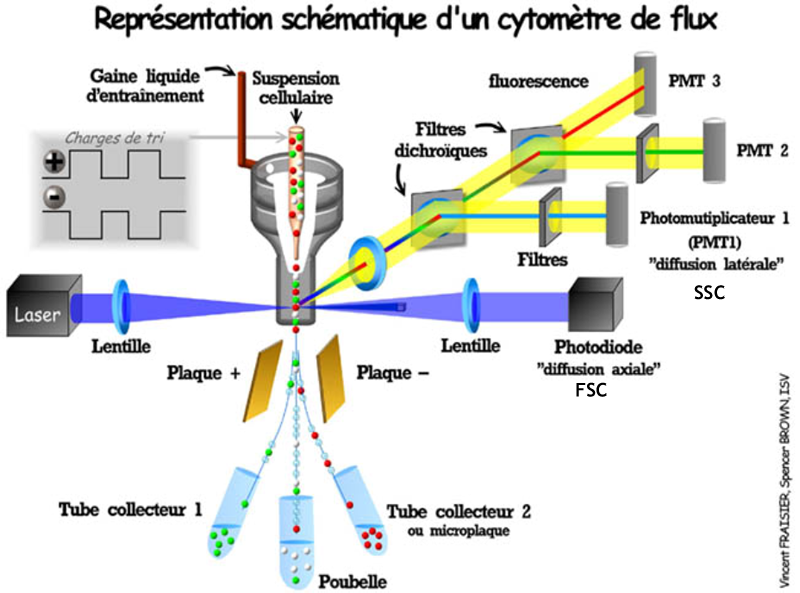 Représentation schématique d'un cytomètre de flux
Gaine liquide
d'entraînement
Suspension
cellulaire
fluorescence
PMT 3
Charges de tri
+
-
Filtres
dichroïques
PMT 2
Photomutiplicateur 1
(PMT1)
"diffusion latérale"
SSC
Filtres
Laser
Lentille
Lentille
Photodiode
"diffusion axiale"
FSC
Plaque +
Plaque –
Tube collecteur 1
Tube collecteur 2
ou microplaque
Poubelle
Vincent FRAISIER, Spencer BROWN, ISV